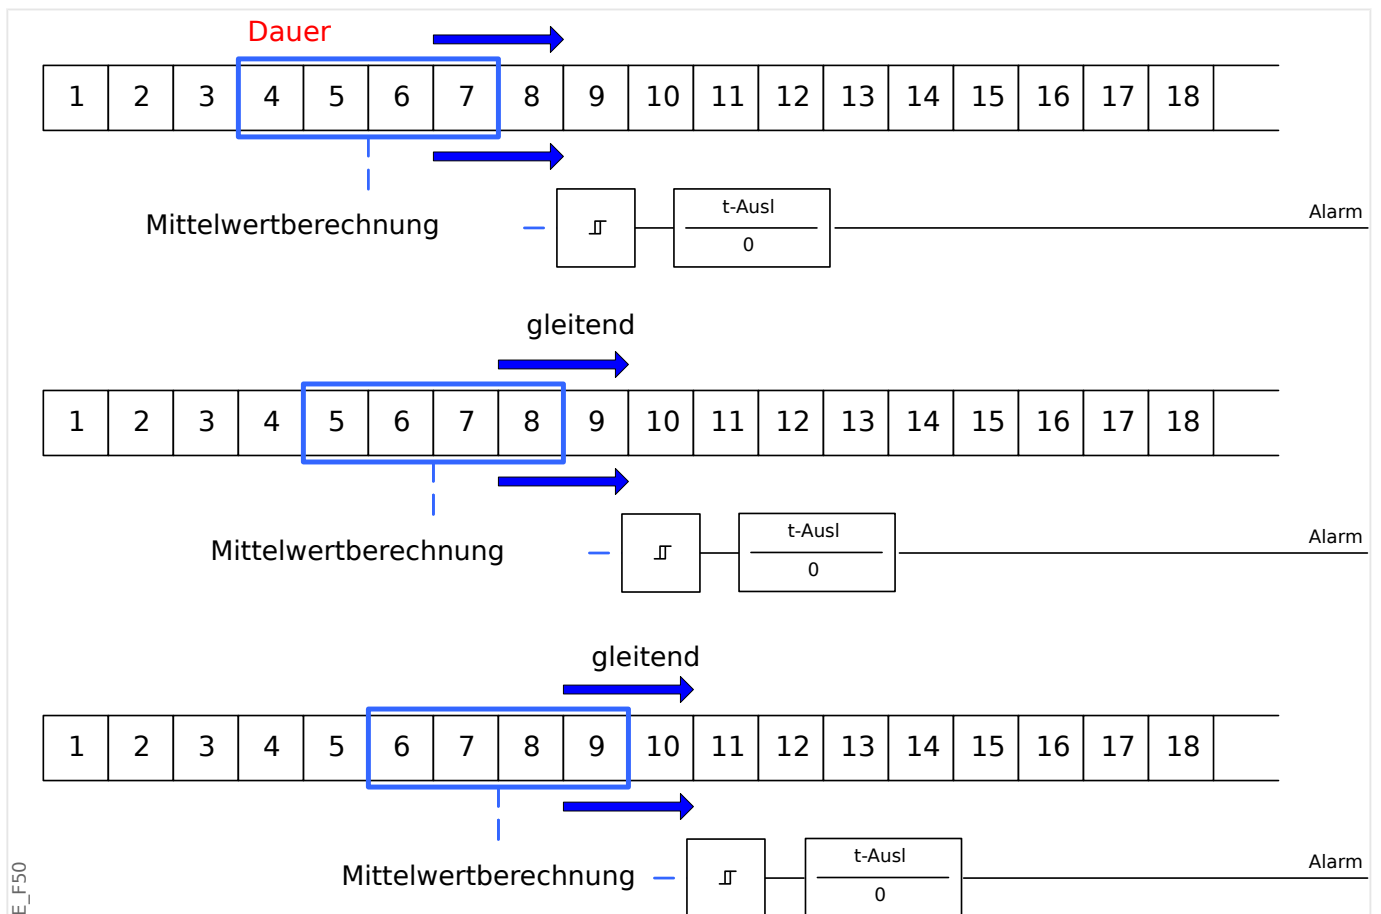 Dauer
1 2 3 4 5 6 7 8 9 10 11 12 13 14 15 16 17 18
t-Ausl
Alarm
Mittelwertberechnung
0
gleitend
1 2 3 4 5 6 7 8 9 10 11 12 13 14 15 16 17 18
t-Ausl
Alarm
Mittelwertberechnung
0
gleitend
1 2 3 4 5 6 7 8 9 10 11 12 13 14 15 16 17 18
t-Ausl
Alarm
Mittelwertberechnung
0
E_F50